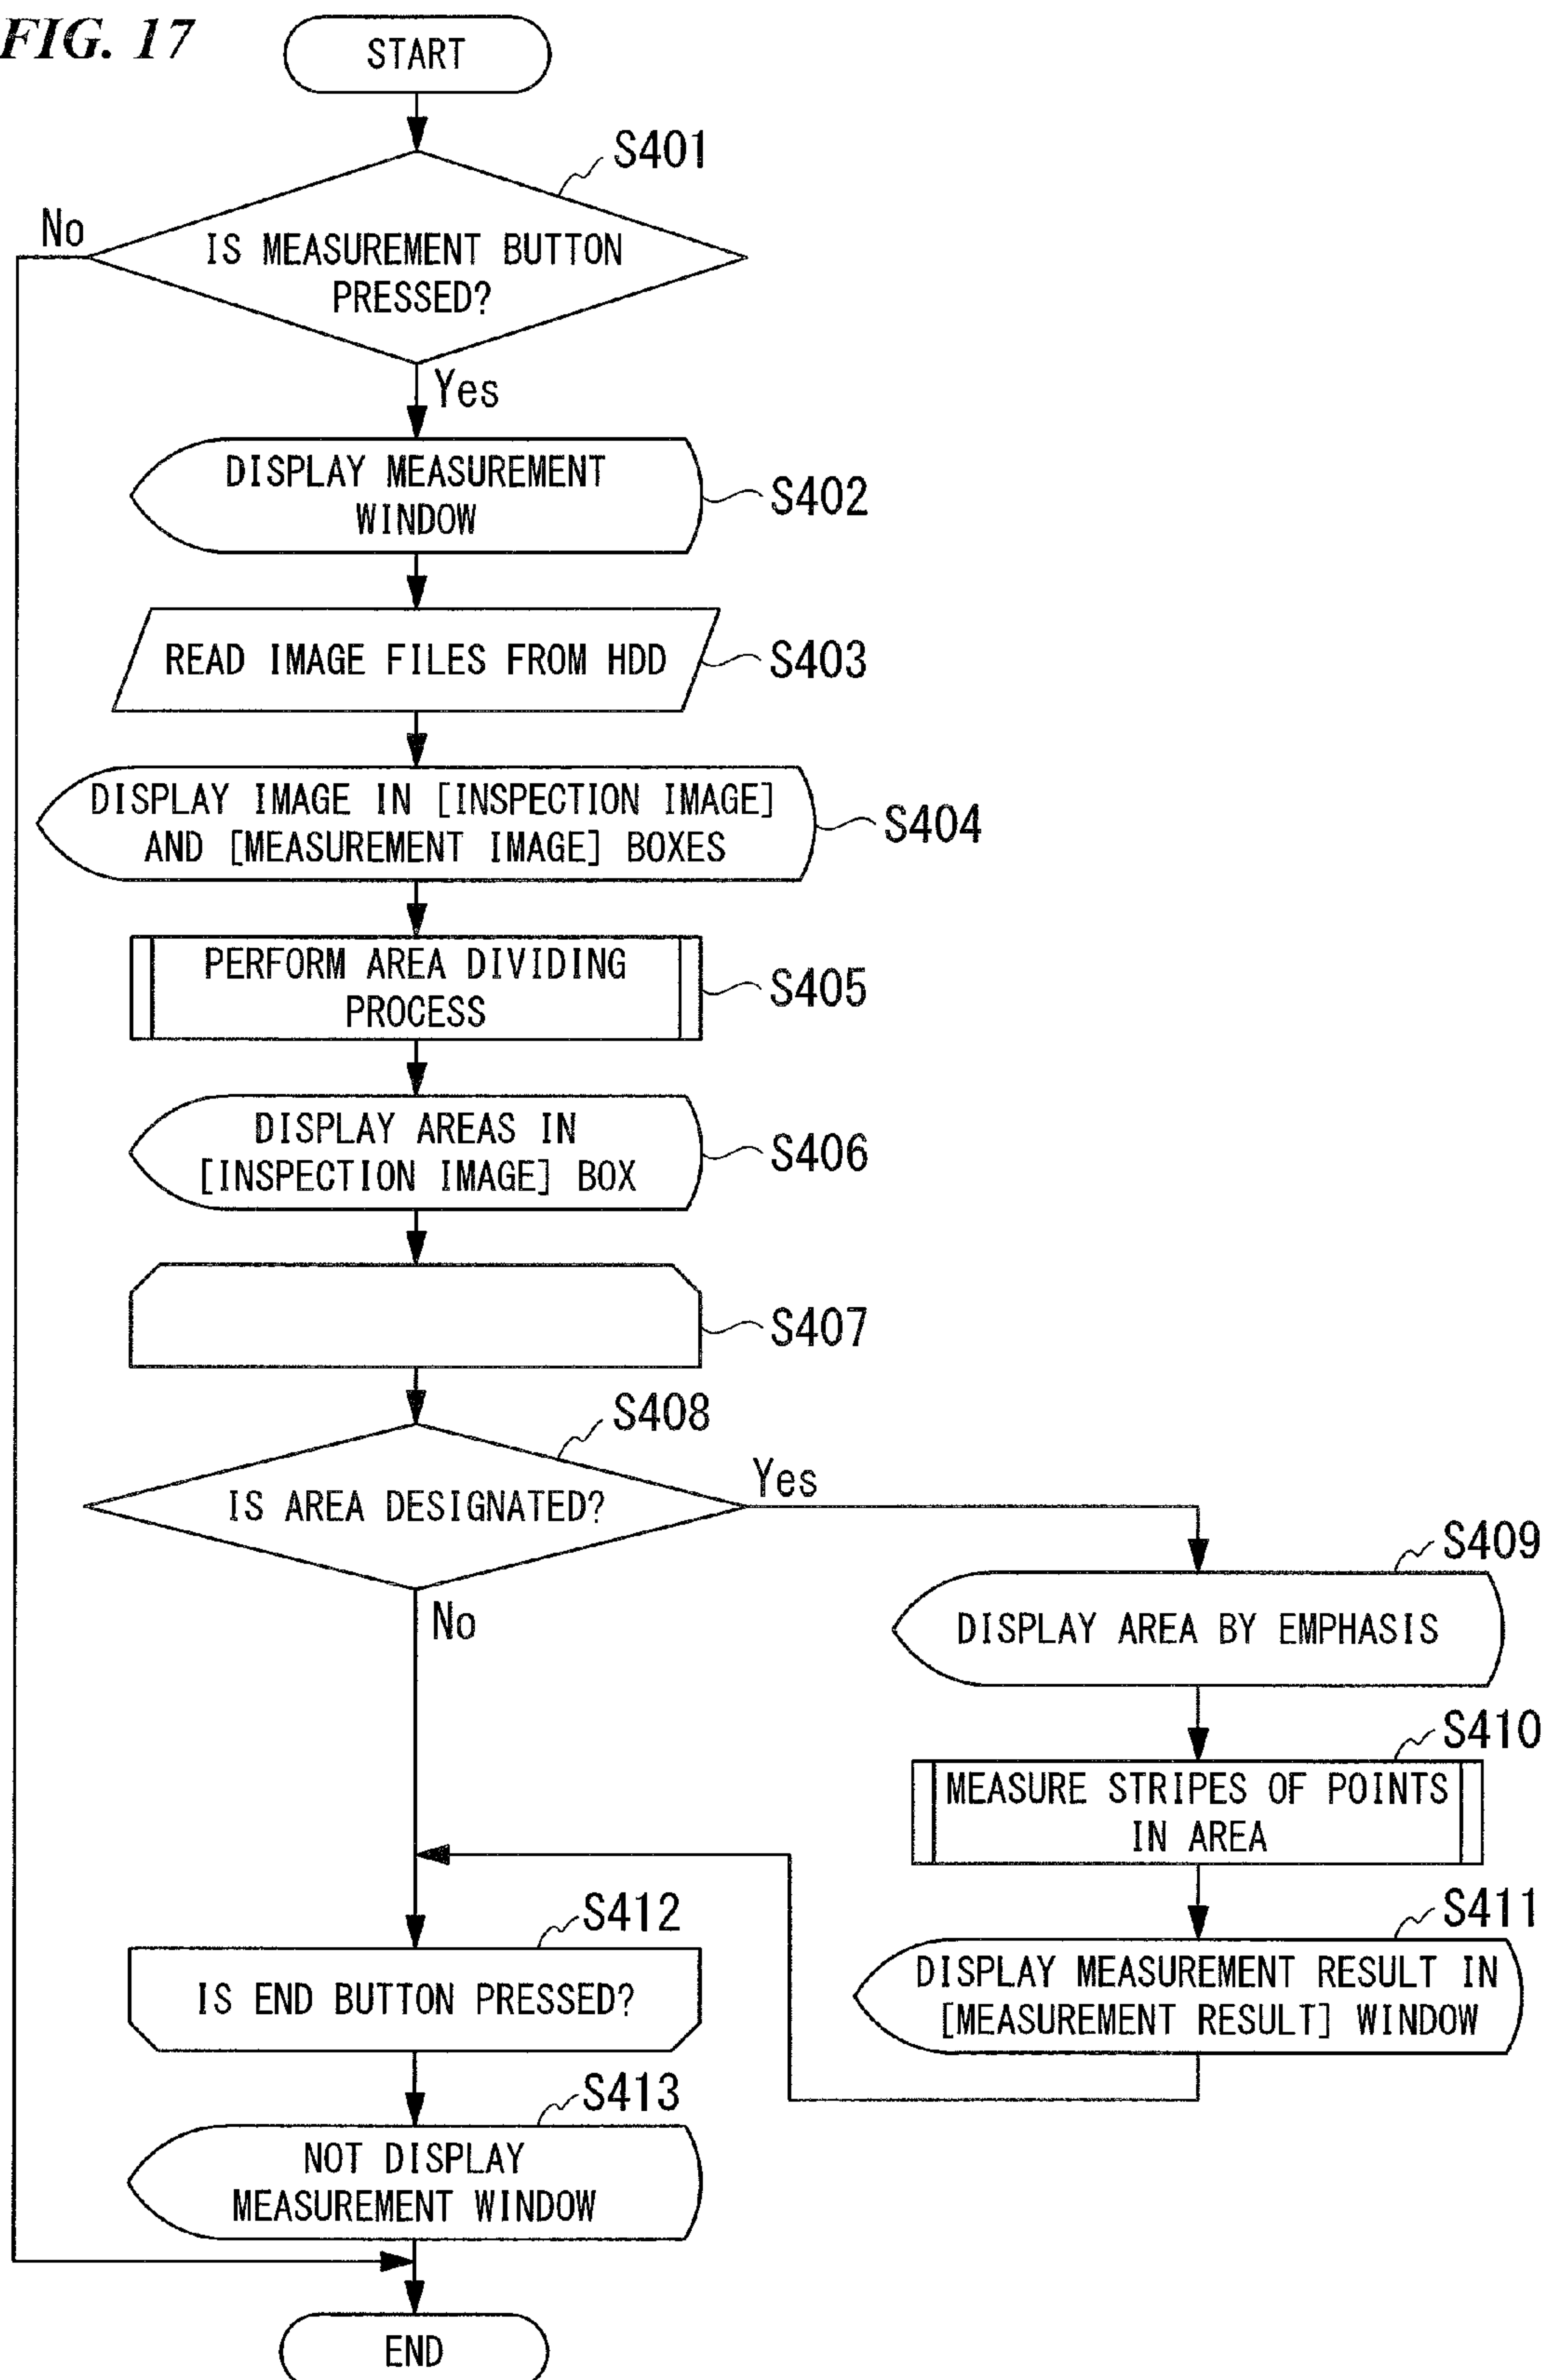 FIG. 17
START
S401
No
IS MEASUREMENT BUTTON
PRESSED?
Yes
DISPLAY MEASUREMENT
WINDOW
S402
READ IMAGE FILES FROM HDD
S403
DISPLAY IMAGE IN [INSPECTION IMAGE]
AND [MEASUREMENT IMAGE] BOXES
S404
PERFORM AREA DIVIDING
PROCESS
S405
DISPLAY AREAS IN
[INSPECTION IMAGE] BOX
S406
S407
S408
IS AREA DESIGNATED?
Yes
No
S409
DISPLAY AREA BY EMPHASIS
S410
MEASURE STRIPES OF POINTS
IN AREA
S411
DISPLAY MEASUREMENT RESULT IN
[MEASUREMENT RESULT] WINDOW
S412
IS END BUTTON PRESSED?
S413
NOT DISPLAY
MEASUREMENT WINDOW
END